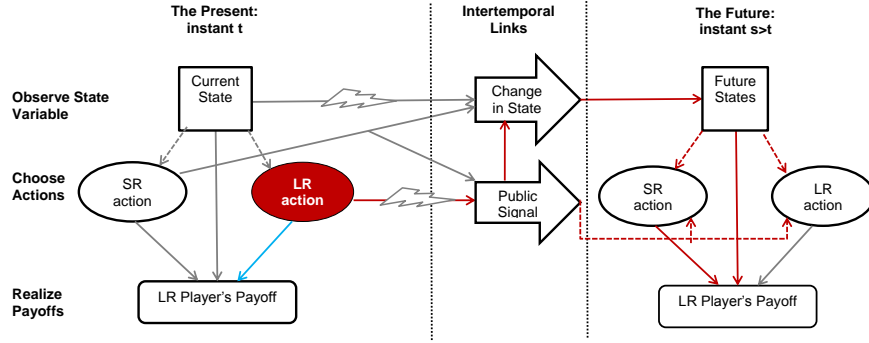 The Present:
instant t
Intertemporal
Links
The Future:
instant s>t
Observe State
Variable
Current
State
Change
in State
Future
States
Choose
Actions
SR
action
LR
action
Public
Signal
SR
action
LR
action
Realize
Payoffs
LR Player's Payoff
LR Player's Payoff